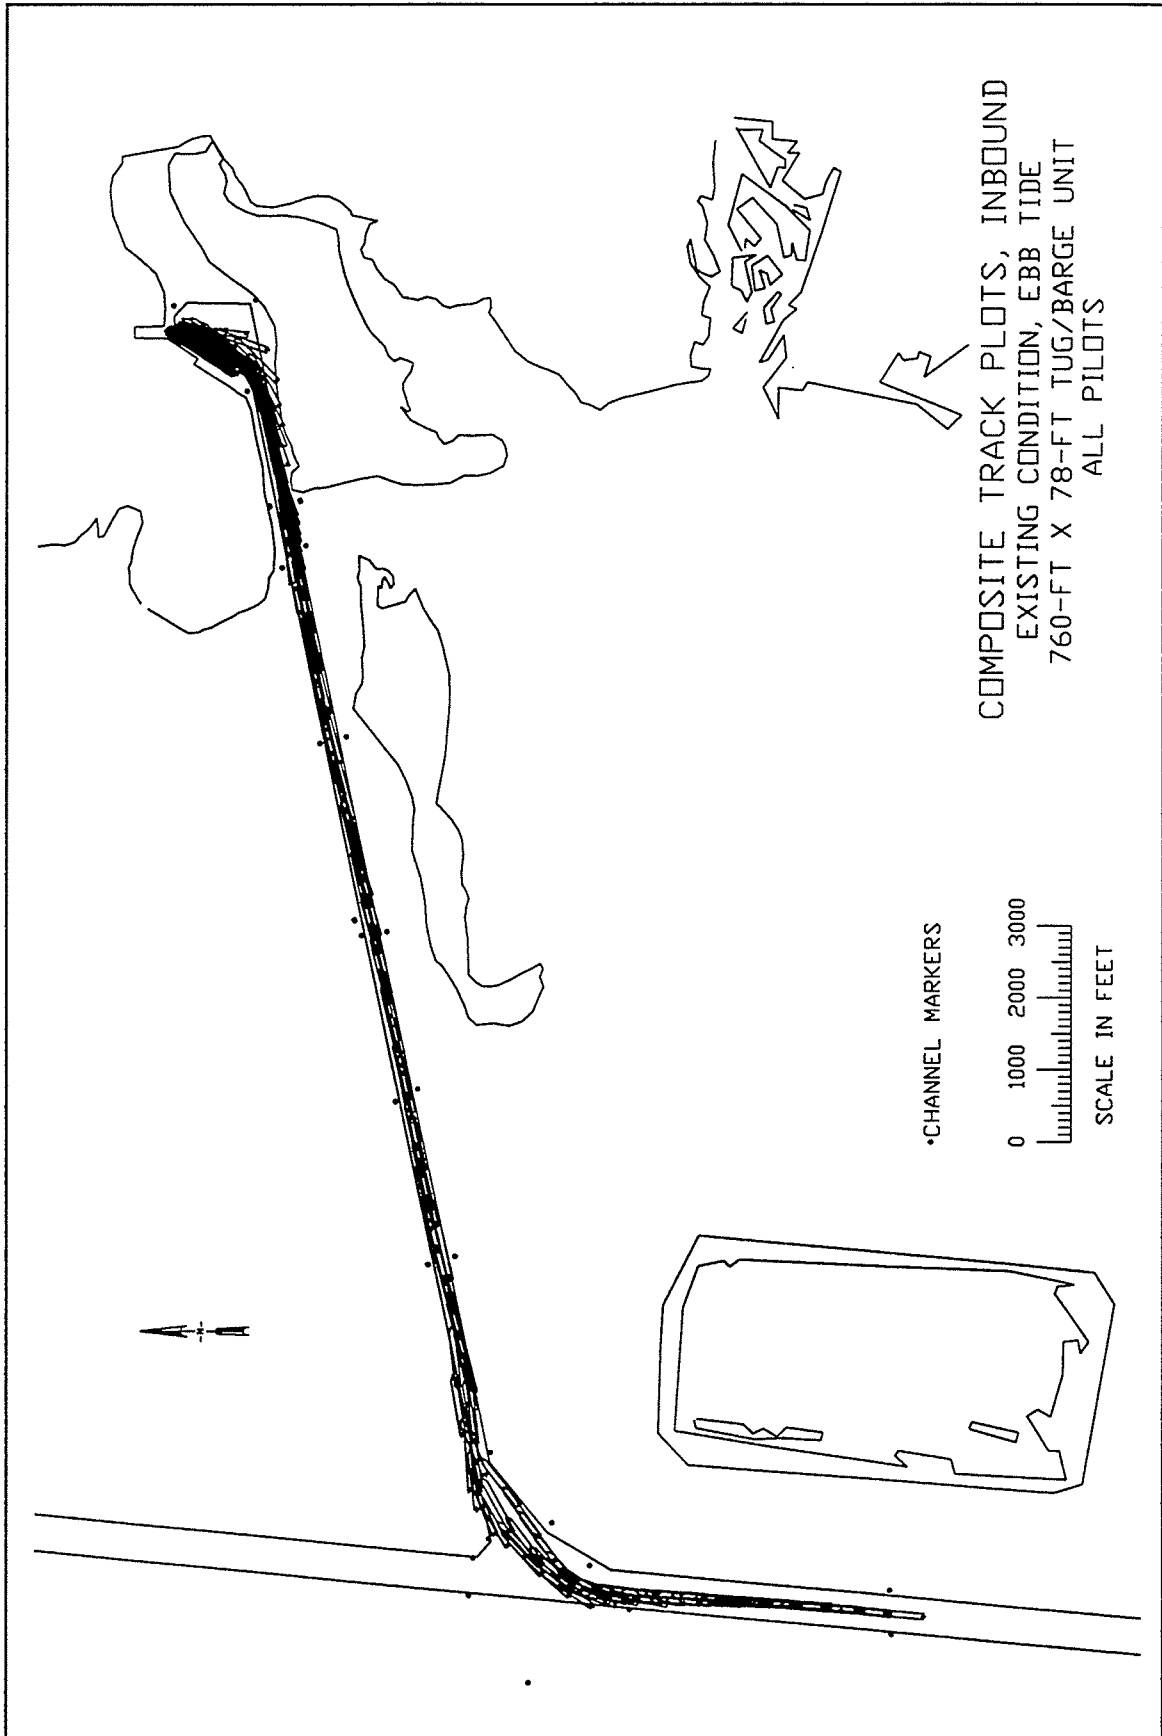 COMPOSITE TRACK PLOTS, INBOUND
EXISTING CONDITION, EBB TIDE
760-FT X 78-FT TUG/BARGE UNIT
ALL PILOTS
•CHANNEL MARKERS
0 1000 2000 3000
SCALE IN FEET
N